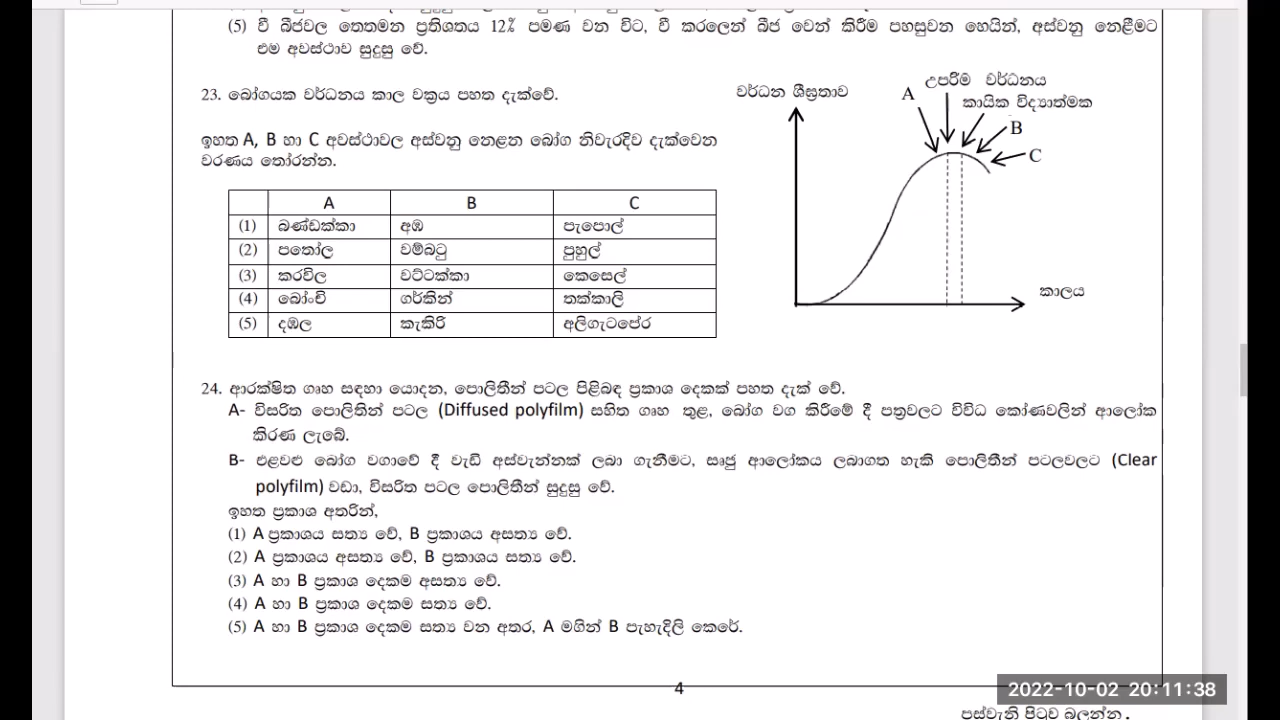 (5) වී බීජවල තෙතමන ප්‍රතිශතය 12% පමණ වන විට, වී කරලෙන් බීජ වෙන් කිරීම පහසුවන හෙයින්, අස්වනු නෙළීමට
එම අවස්ථාව සුදුසු වේ.
23. බෝගයක වර්ධනය කාල වක්‍රය පහත දැක්වේ.
ඉහත A, B හා C අවස්ථාවල අස්වනු නෙළන බෝග නිවැරදිව දැක්වෙන
වරණය තෝරන්න.
A B C
(1) බණ්ඩක්කා අඹ පැපොල්
(2) පතෝල වම්බටු පුහුල්
(3) කරවිල වට්ටක්කා කෙසෙල්
(4) බෝංචි ගර්කින් තක්කාලි
(5) දඹල කැකිරි අලිගැටපේර
වර්ධන ශීඝ්‍රතාව
උපරිම වර්ධනය
A
කායික විද්‍යාත්මක
B
C
කාලය
24. ආරක්ෂිත ගෘහ සඳහා යොදන, පොලිතීන් පටල පිළිබඳ ප්‍රකාශ දෙකක් පහත දැක් වේ.
A- විසරිත පොලිතින් පටල (Diffused polyfilm) සහිත ගෘහ තුළ, බෝග වග කිරීමේ දී පත්‍රවලට විවිධ කෝණවලින් ආලෝක
කිරණ ලැබේ.
B- එළවළු බෝග වගාවේ දී වැඩි අස්වැන්නක් ලබා ගැනීමට, සෘජු ආලෝකය ලබාගත හැකි පොලිතීන් පටලවලට (Clear
polyfilm) වඩා, විසරිත පටල පොලිතීන් සුදුසු වේ.
ඉහත ප්‍රකාශ අතරින්,
(1) A ප්‍රකාශය සත්‍ය වේ, B ප්‍රකාශය අසත්‍ය වේ.
(2) A ප්‍රකාශය අසත්‍ය වේ, B ප්‍රකාශය සත්‍ය වේ.
(3) A හා B ප්‍රකාශ දෙකම අසත්‍ය වේ.
(4) A හා B ප්‍රකාශ දෙකම සත්‍ය වේ.
(5) A හා B ප්‍රකාශ දෙකම සත්‍ය වන අතර, A මගින් B පැහැදිලි කෙරේ.
4
2022-10-02 20:11:38
පස්වැනි පිටුව බලන්න.